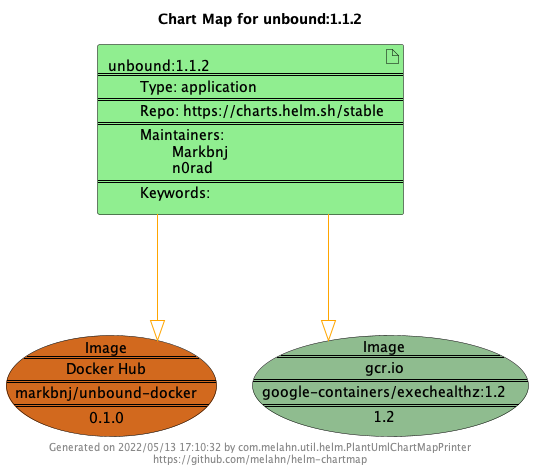 Chart Map for unbound:1.1.2
unbound:1.1.2
Type: application
Repo: https://charts.helm.sh/stable
Maintainers:
Markbnj
n0rad
Keywords:
Image
Docker Hub
markbnj/unbound-docker
0.1.0
Image
gcr.io
google-containers/exechealthz:1.2
1.2
Generated on 2022/05/13 17:10:32 by com.melahn.util.helm.PlantUmlChartMapPrinter
https://github.com/melahn/helm-chartmap